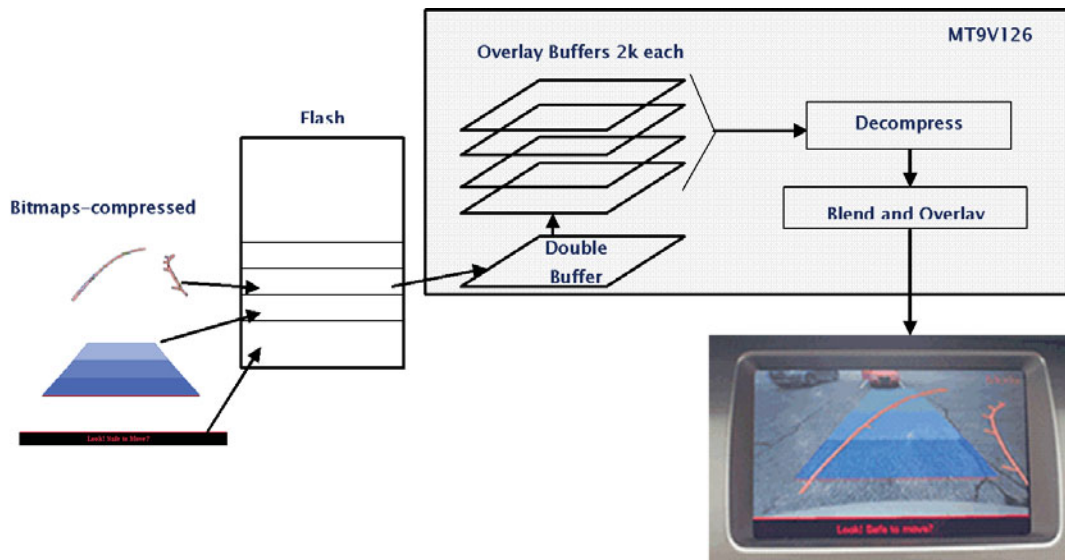 MT9V126
Overlay Buffers 2k each
Flash
Decompress
Bitmaps-compressed
Blend and Overlay
Double
Buffer
Look! Safe to Move?
Look! Safe to move?